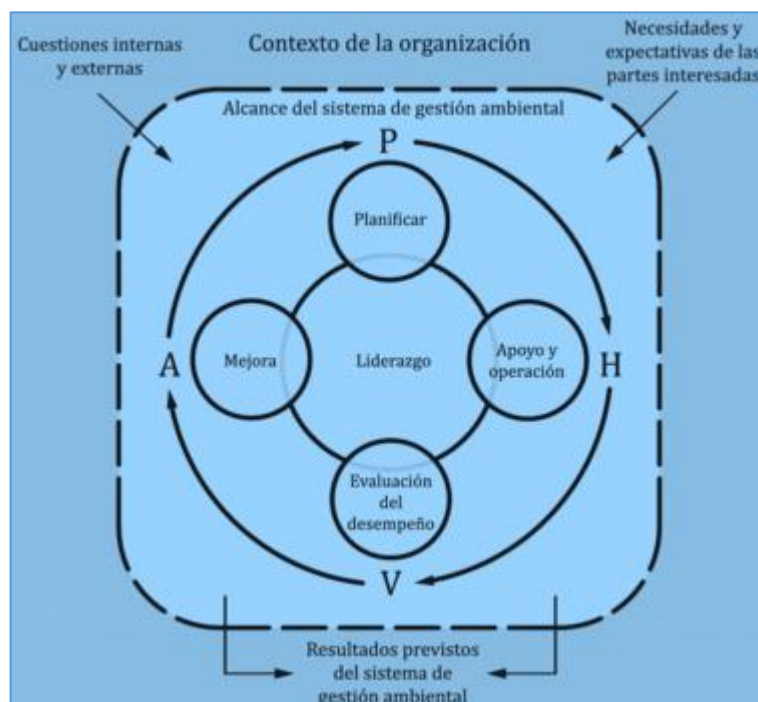 Cuestiones internas
y externas
Contexto de la organización
Necesidades y
expectativas de las
partes interesadas
Alcance del sistema de gestión ambiental
P
Planificar
A
Mejora
Liderazgo
Apoyo y
operación
H
Evaluación
del
desempeño
V
Resultados previstos
del sistema de
gestión ambiental